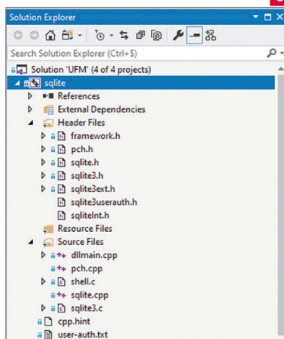 Solution Explorer
Search Solution Explorer (Ctrl+$)
Solution 'UFM' (4 of 4 projects)
sqlite
References
External Dependencies
Header Files
framework.h
pch.h
sqlite.h
sqlite3.h
sqlite3ext.h
sqlite3userauth.h
sqliteInt.h
Resource Files
Source Files
dllmain.cpp
pch.cpp
shell.c
sqlite.cpp
sqlite3.c
cpp.hint
user-auth.txt